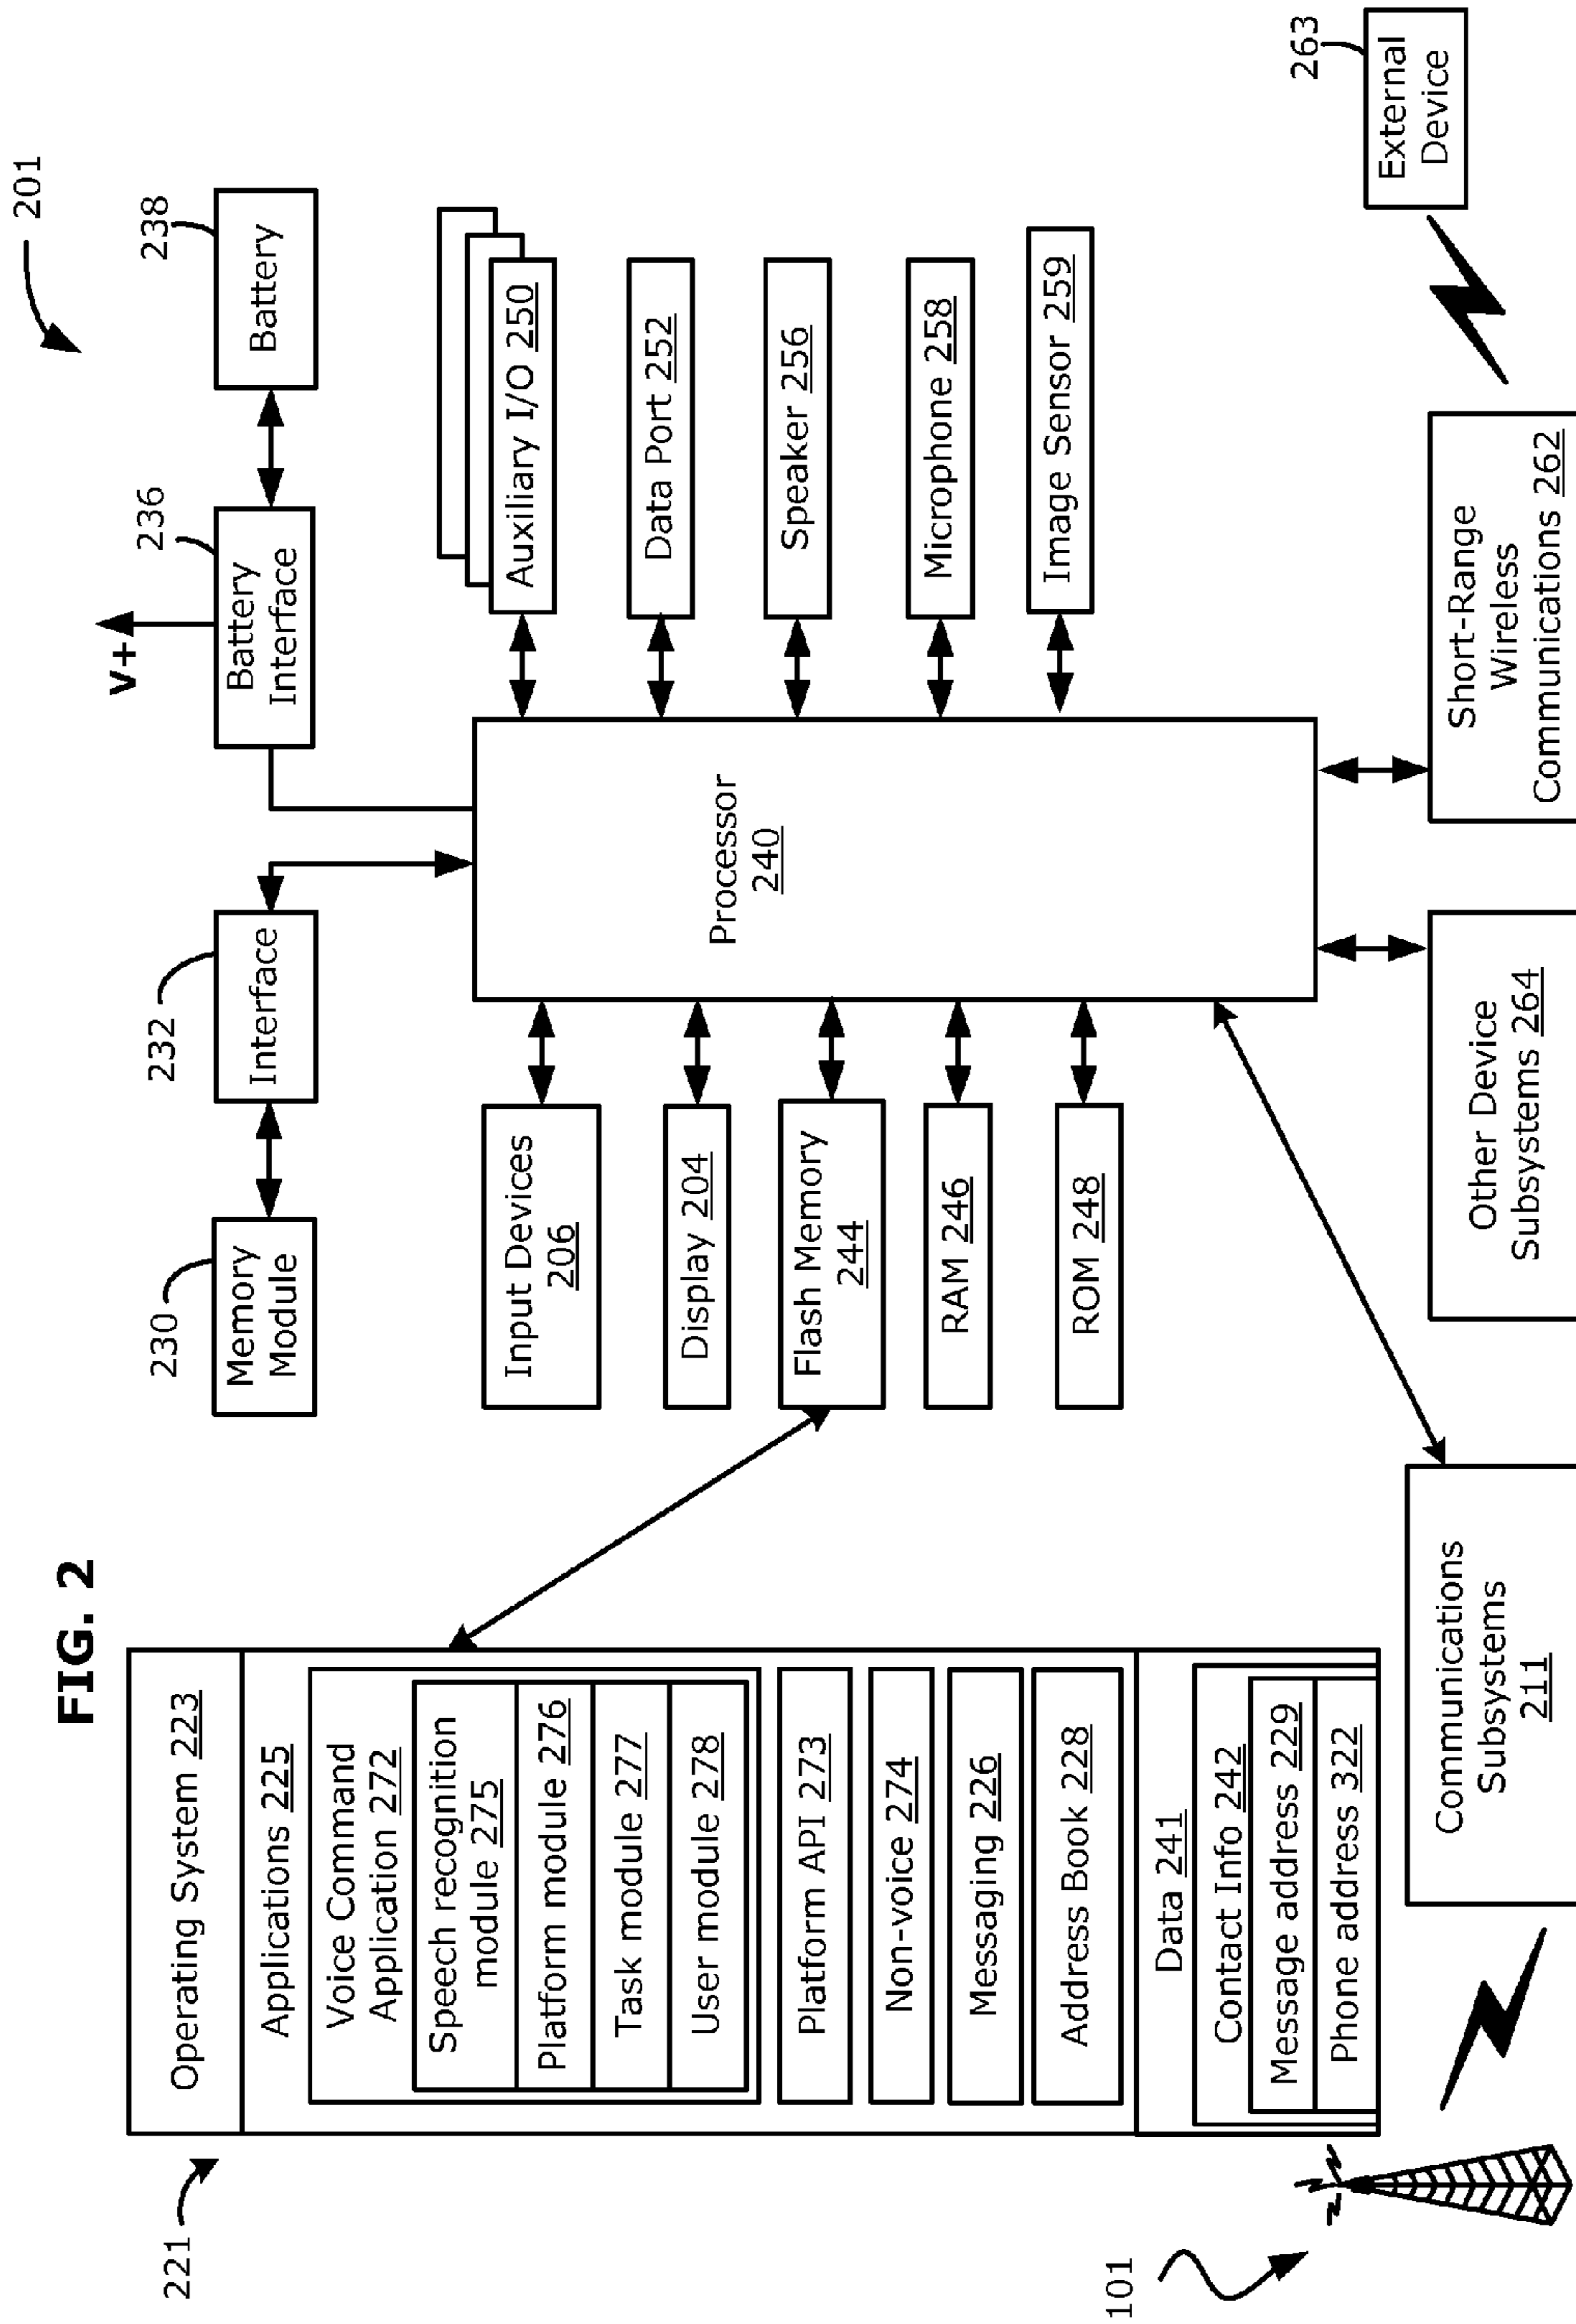 FIG. 2
201
221
Operating System 223
Applications 225
Voice Command
Application 272
Speech recognition
module 275
Platform module 276
Task module 277
User module 278
Platform API 273
Non-voice 274
Messaging 226
Address Book 228
Data 241
Contact Info 242
Message address 229
Phone address 322
101
230
Memory
Module
232
Interface
V+
236
Battery
Interface
238
Battery
Input Devices
206
Display 204
Flash Memory
244
RAM 246
ROM 248
Processor
240
Auxiliary I/O 250
Data Port 252
Speaker 256
Microphone 258
Image Sensor 259
Communications
Subsystems
211
Other Device
Subsystems 264
Short-Range
Wireless
Communications 262
263
External
Device